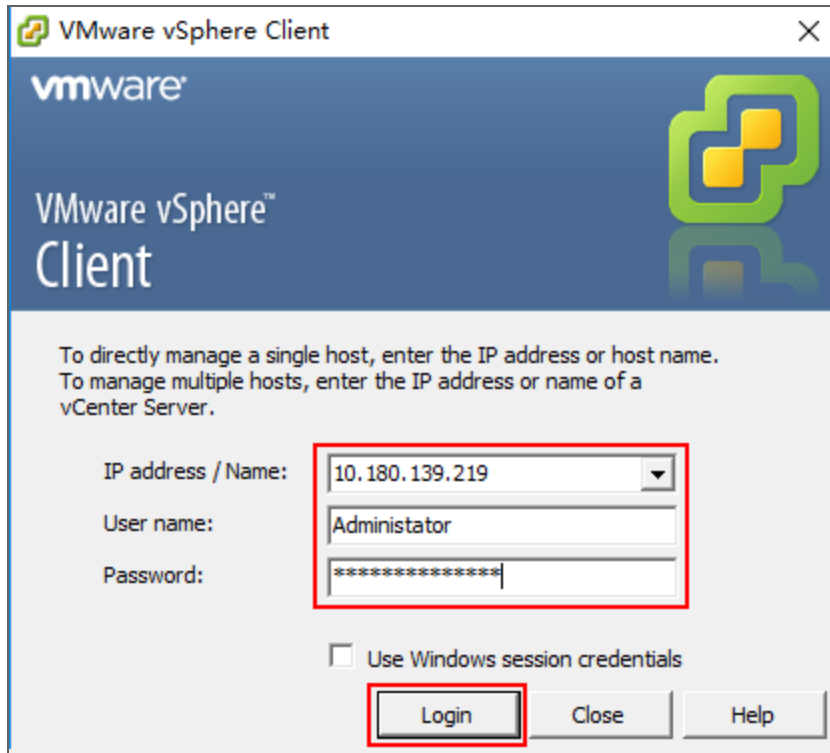 VMware vSphere Client
vmware
VMware vSphere™
Client
To directly manage a single host, enter the IP address or host name.
To manage multiple hosts, enter the IP address or name of a
vCenter Server.
IP address / Name: 10.180.139.219
User name: Administator
Password: **************
Use Windows session credentials
Login Close Help